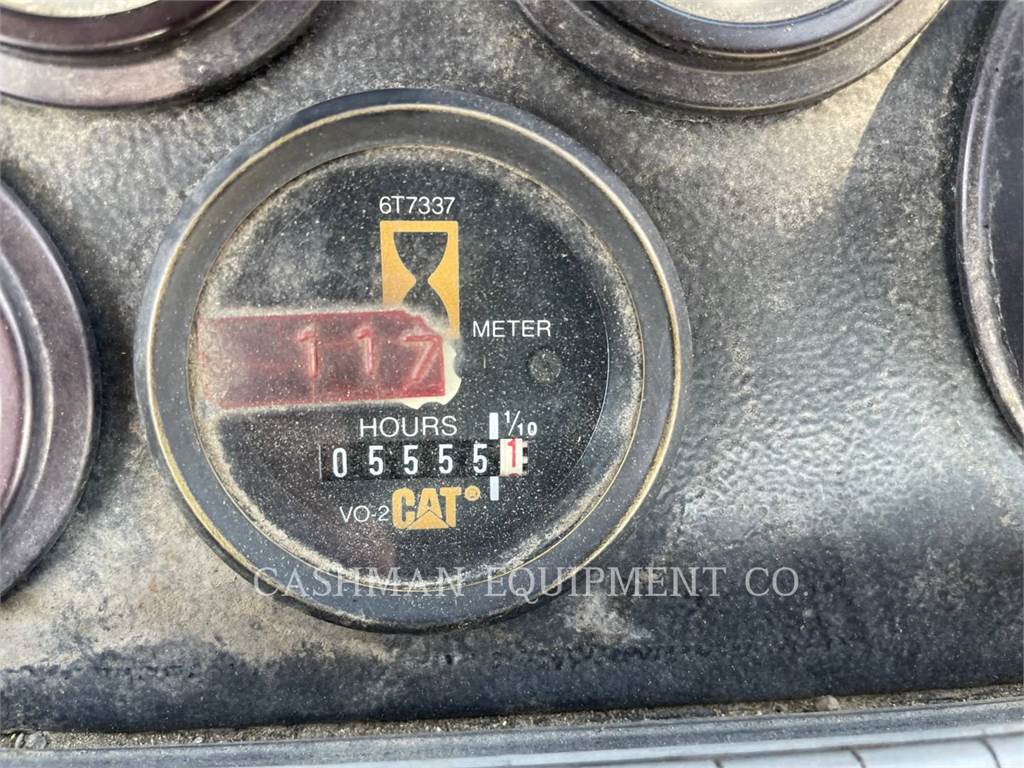 6T7337
METER
117
HOURS 1/10
055551
VO-2 CAT®
CASHMAN EQUIPMENT CO.